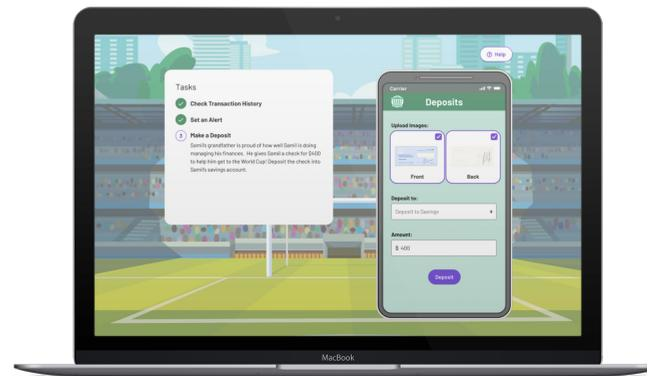 Help
Tasks
Check Transaction History
Set an Alert
3 Make a Deposit
Samil's grandfather is proud of how well Samil is doing
managing his finances. He gives Samil a check for $400
to help him get to the World Cup! Deposit the check into
Samil's savings account.
Carrier
Deposits
Upload Images:
Front Back
Deposit to:
Deposit to Savings
Amount:
$ 400
Deposit
MacBook